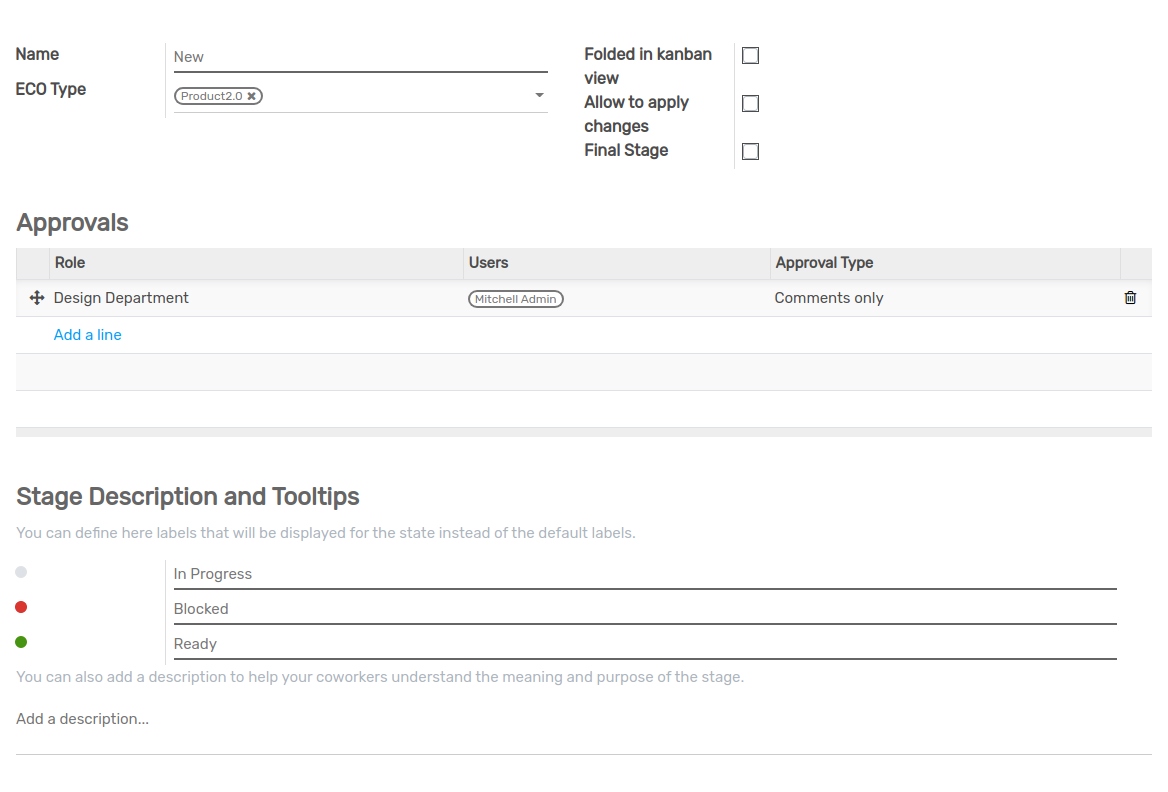 Name
New
ECO Type
Product2.0 ✖
Folded in kanban
view
Allow to apply
changes
Final Stage
Approvals
Role Users Approval Type
Design Department Mitchell Admin Comments only
Add a line
Stage Description and Tooltips
You can define here labels that will be displayed for the state instead of the default labels.
In Progress
Blocked
Ready
You can also add a description to help your coworkers understand the meaning and purpose of the stage.
Add a description...